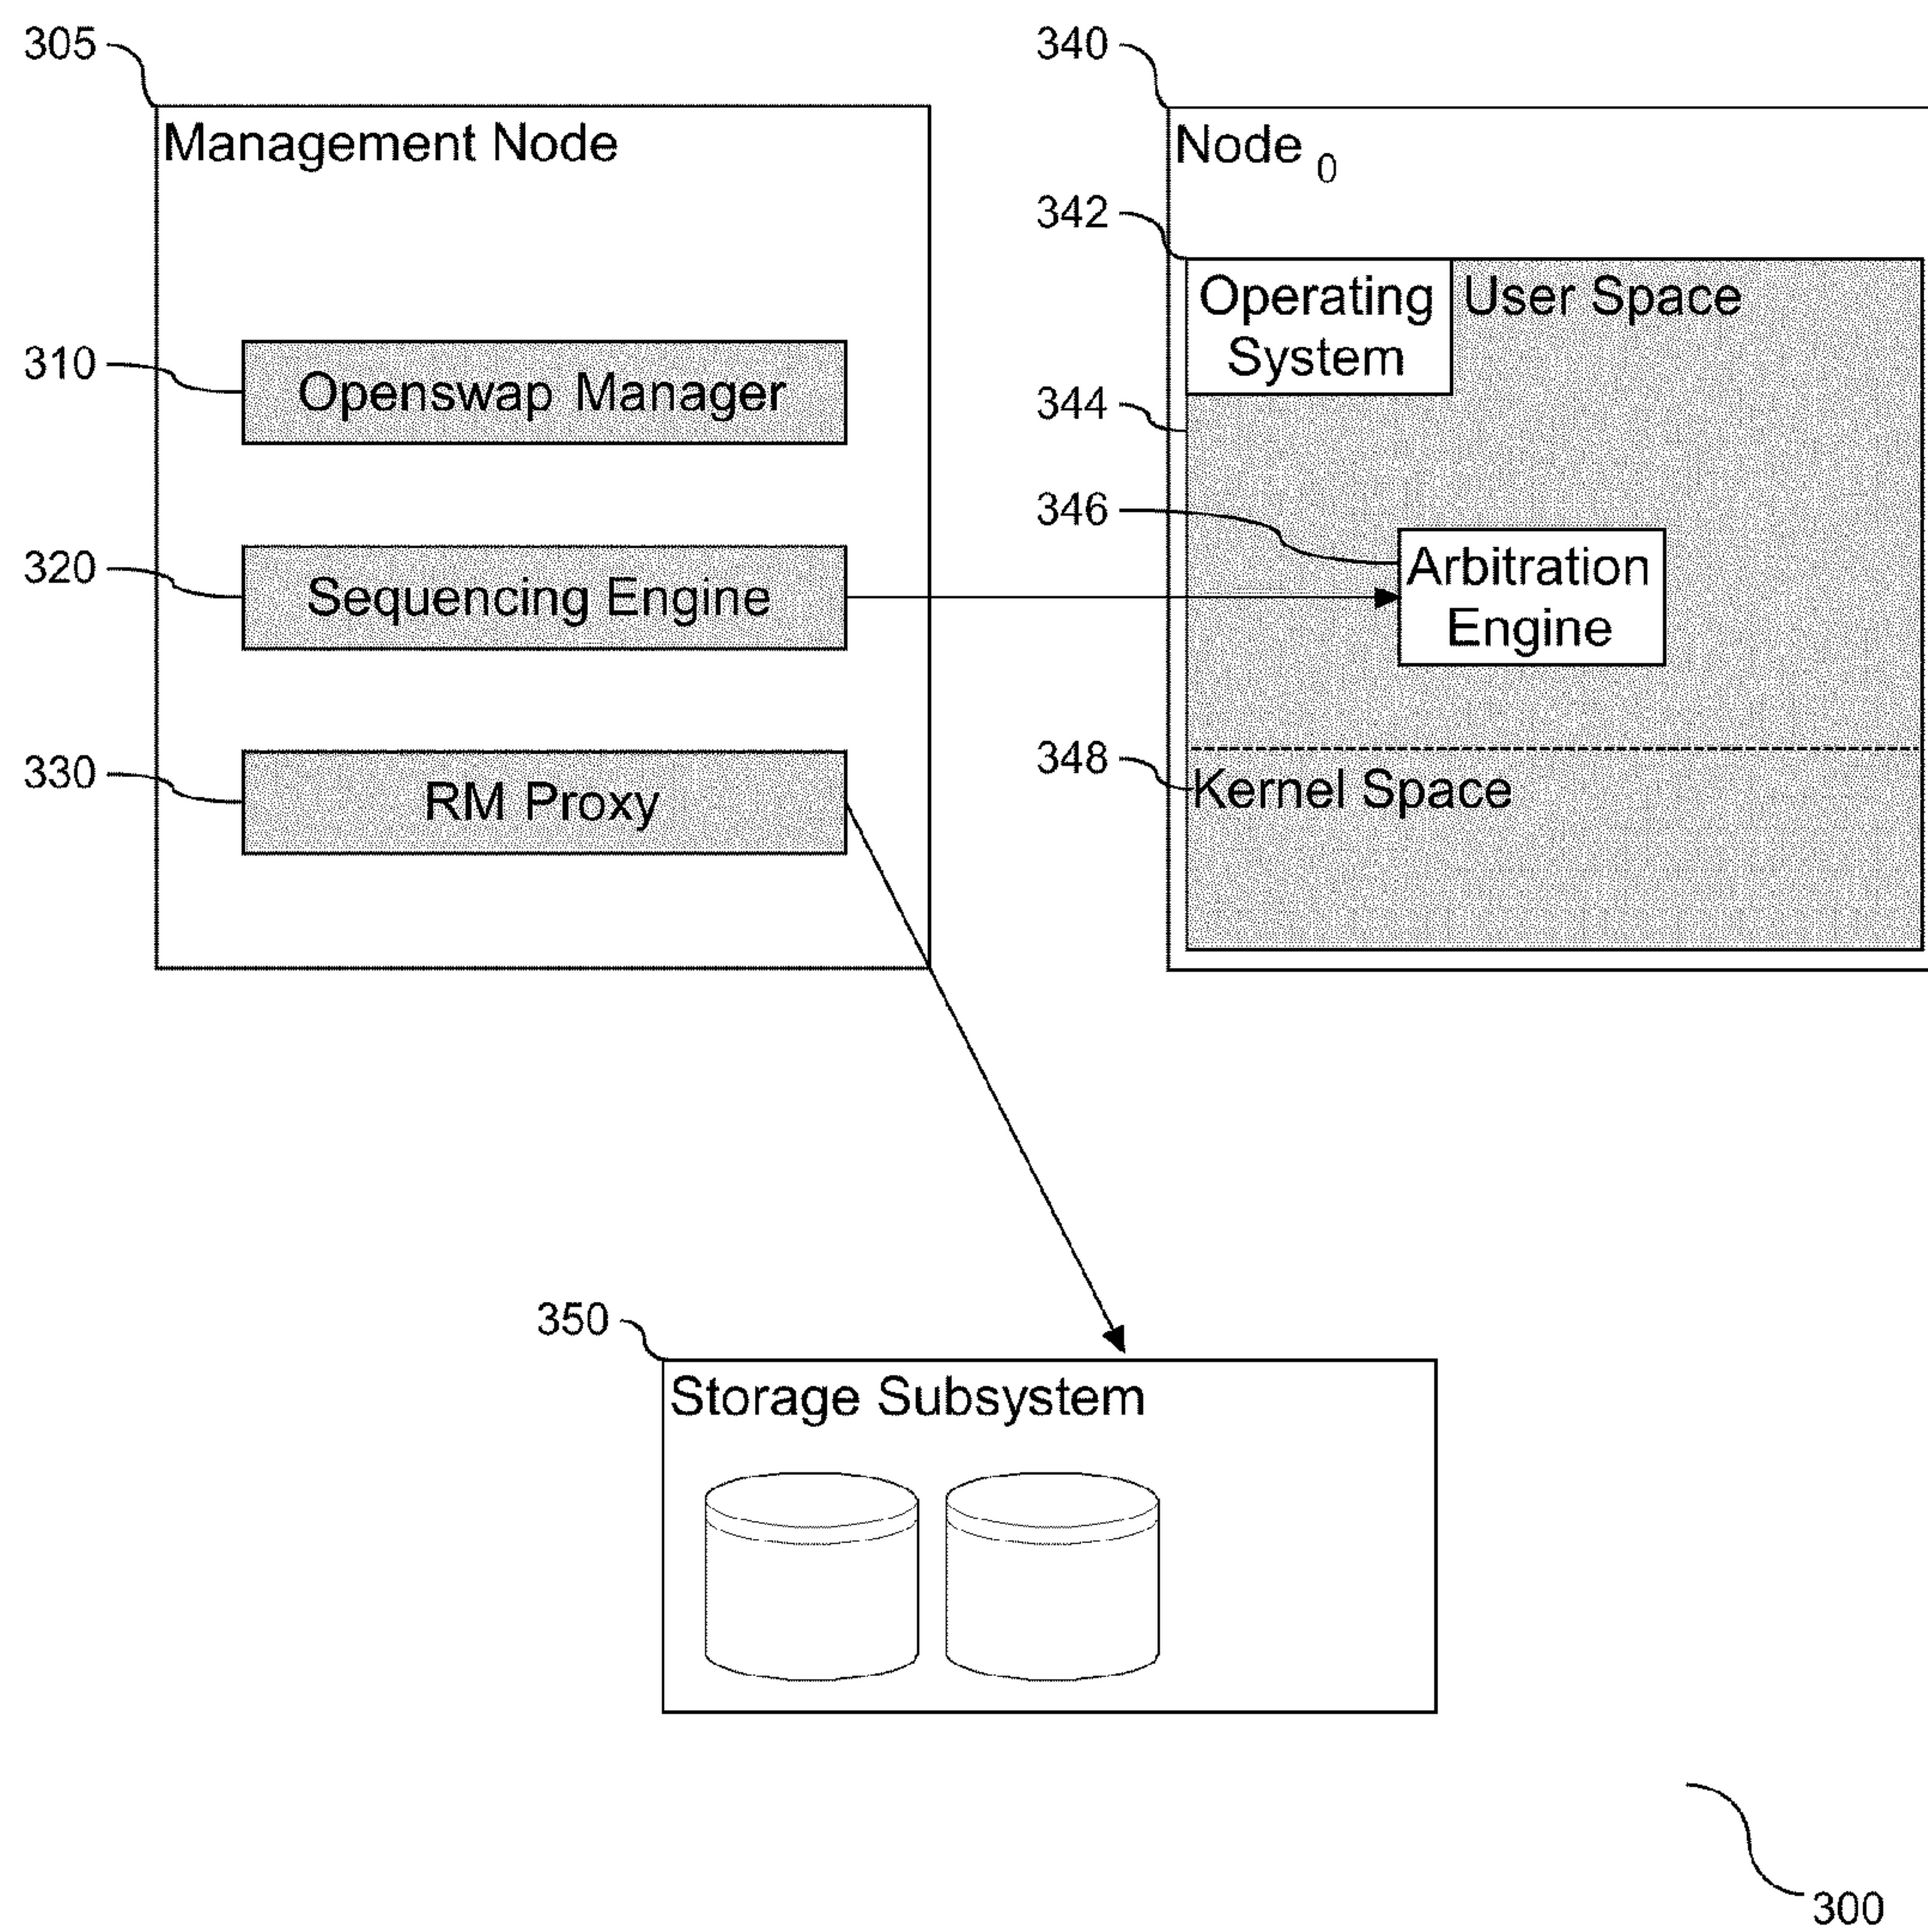 305
Management Node
310
Openswap Manager
320
Sequencing Engine
330
RM Proxy
340
Node 0
342
Operating
System
User Space
344
346
Arbitration
Engine
348
Kernel Space
350
Storage Subsystem
300